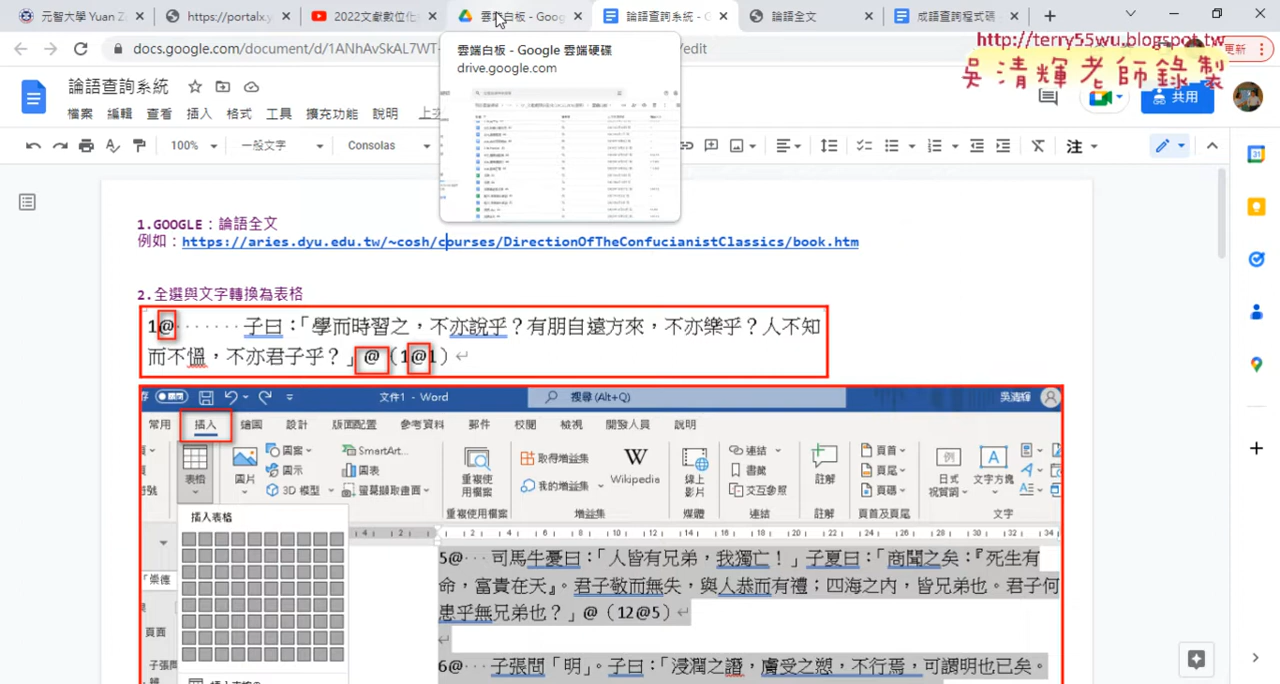 元智大學 Yuan Z
https://portalx.y
2022文獻數位化
雲端白板 - Goog
論語查詢系統 - G
論語全文
成語查詢程式碼
docs.google.com/document/d/1ANhAvSkAL7WT-
/edit
更新
雲端白板 - Google 雲端硬碟
drive.google.com
http://terry55wu.blogspot.tw
吳清輝老師錄製
論語查詢系統
檔案 編輯 查看 插入 格式 工具 擴充功能 說明
共用
100% 一般文字 Consolas
注
1.GOOGLE：論語全文
例如：https://aries.dyu.edu.tw/~cosh/courses/DirectionOfTheConfucianistClassics/book.htm
2.全選與文字轉換為表格
1@·······子曰：「學而時習之，不亦說乎？有朋自遠方來，不亦樂乎？人不知
而不慍，不亦君子乎？」@（1@1）↵
文件1 - Word
搜尋(Alt+Q)
吳清輝
常用 插入 繪圖 設計 版面配置 參考資料 郵件 校閱 檢視 開發人員 說明
表格
圖片
圖案
圖示
3D 模型
SmartArt...
圖表
螢幕擷取畫面
重複使用檔案
取得增益集
我的增益集
Wikipedia
線上影片
連結
書籤
交互參照
註解
頁首
頁尾
頁碼
日式祝賀詞
文字方塊
重複使用檔案 增益集 媒體 連結 註解 頁首及頁尾 文字
插入表格
5@···司馬牛憂曰：「人皆有兄弟，我獨亡！」子夏曰：「商聞之矣：『死生有
命，富貴在天』。君子敬而無失，與人恭而有禮；四海之內，皆兄弟也。君子何
患乎無兄弟也？」@（12@5）↵
6@···子張問「明」。子曰：「浸潤之譖，膚受之愬，不行焉，可謂明也已矣。